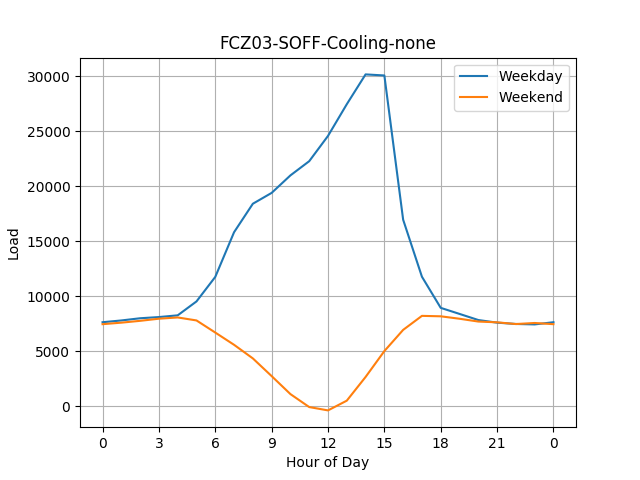 FCZ03-SOFF-Cooling-none
Weekday
Weekend
30000
25000
20000
15000
10000
5000
0
Load
0 3 6 9 12 15 18 21 0
Hour of Day